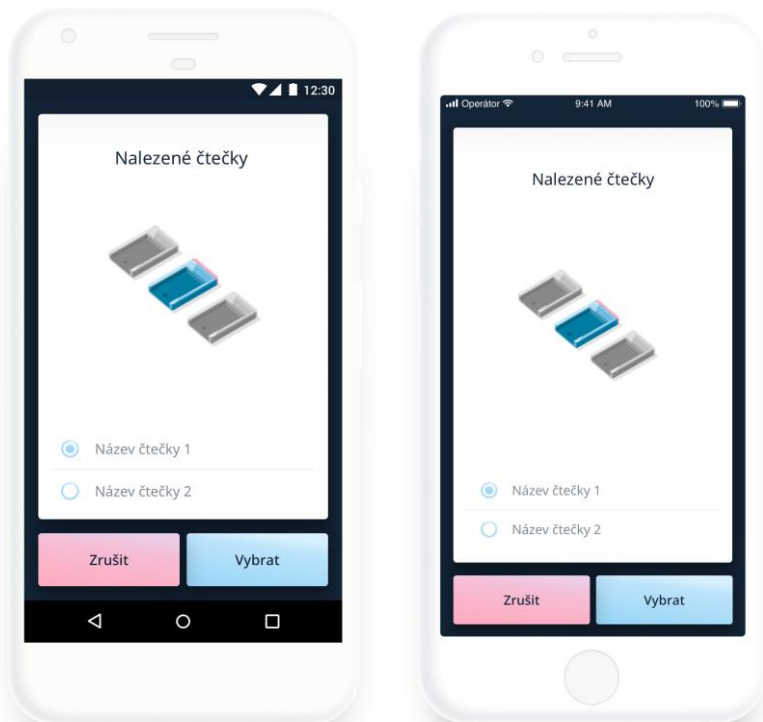 12:30
Nalezené čtečky
Název čtečky 1
Název čtečky 2
Zrušit
Vybrat
Operátor
9:41 AM
100%
Nalezené čtečky
Název čtečky 1
Název čtečky 2
Zrušit
Vybrat